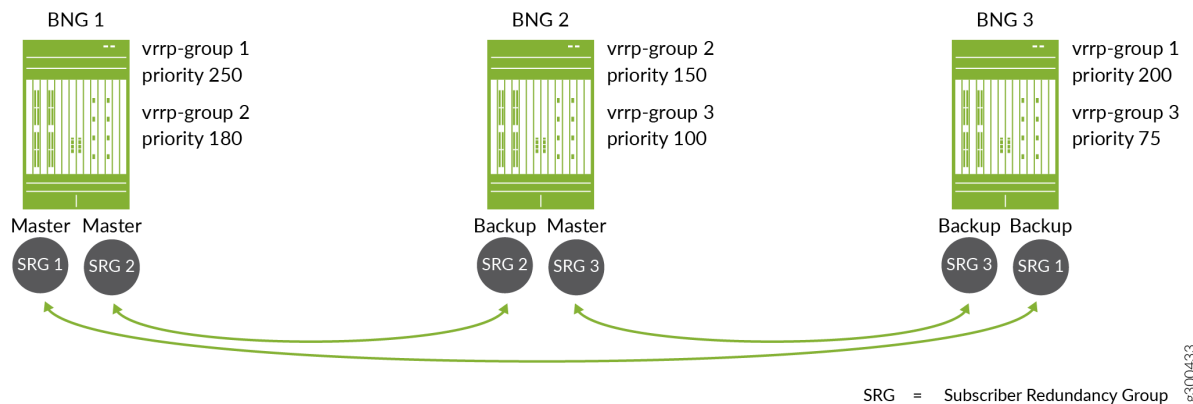 BNG 1
vrrp-group 1
priority 250
vrrp-group 2
priority 180
Master Master
SRG 1 SRG 2
BNG 2
vrrp-group 2
priority 150
vrrp-group 3
priority 100
Backup Master
SRG 2 SRG 3
BNG 3
vrrp-group 1
priority 200
vrrp-group 3
priority 75
Backup Backup
SRG 3 SRG 1
SRG = Subscriber Redundancy Group
g300433